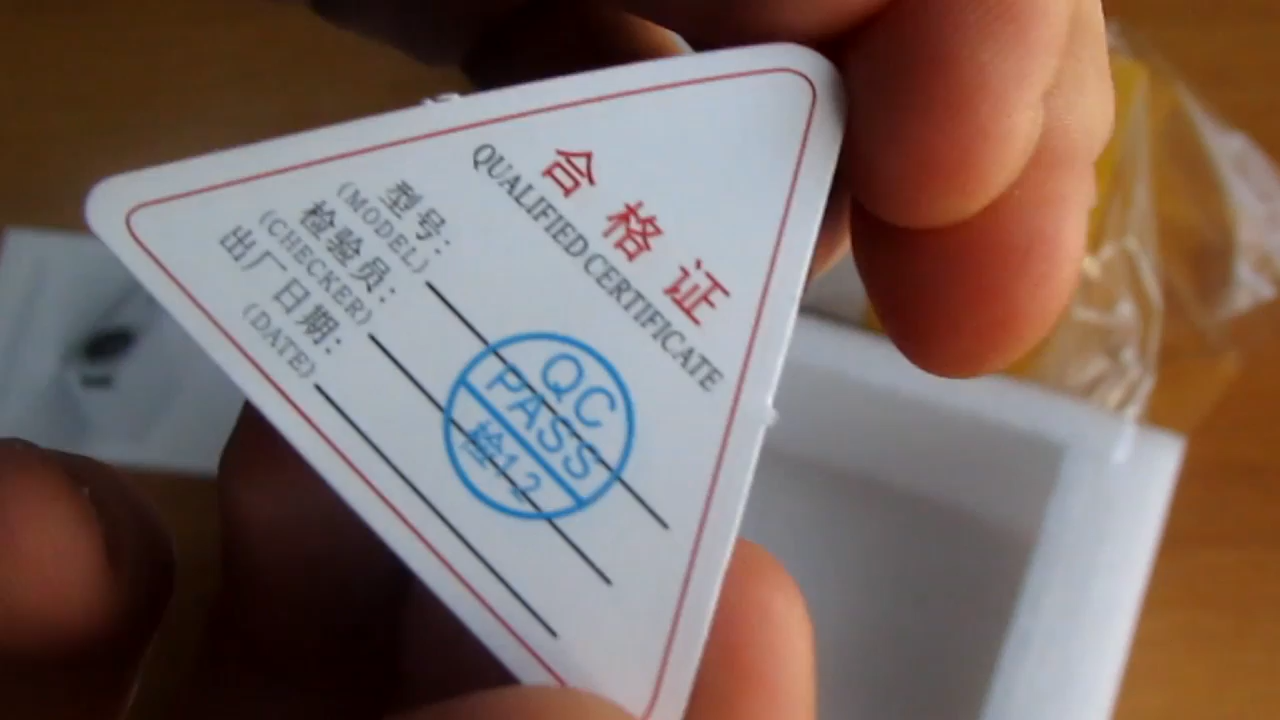 合格证
QUALIFIED CERTIFICATE
型号:
(MODEL)
检验员:
(CHECKER)
出厂日期:
(DATE)
QC
PASS
检12